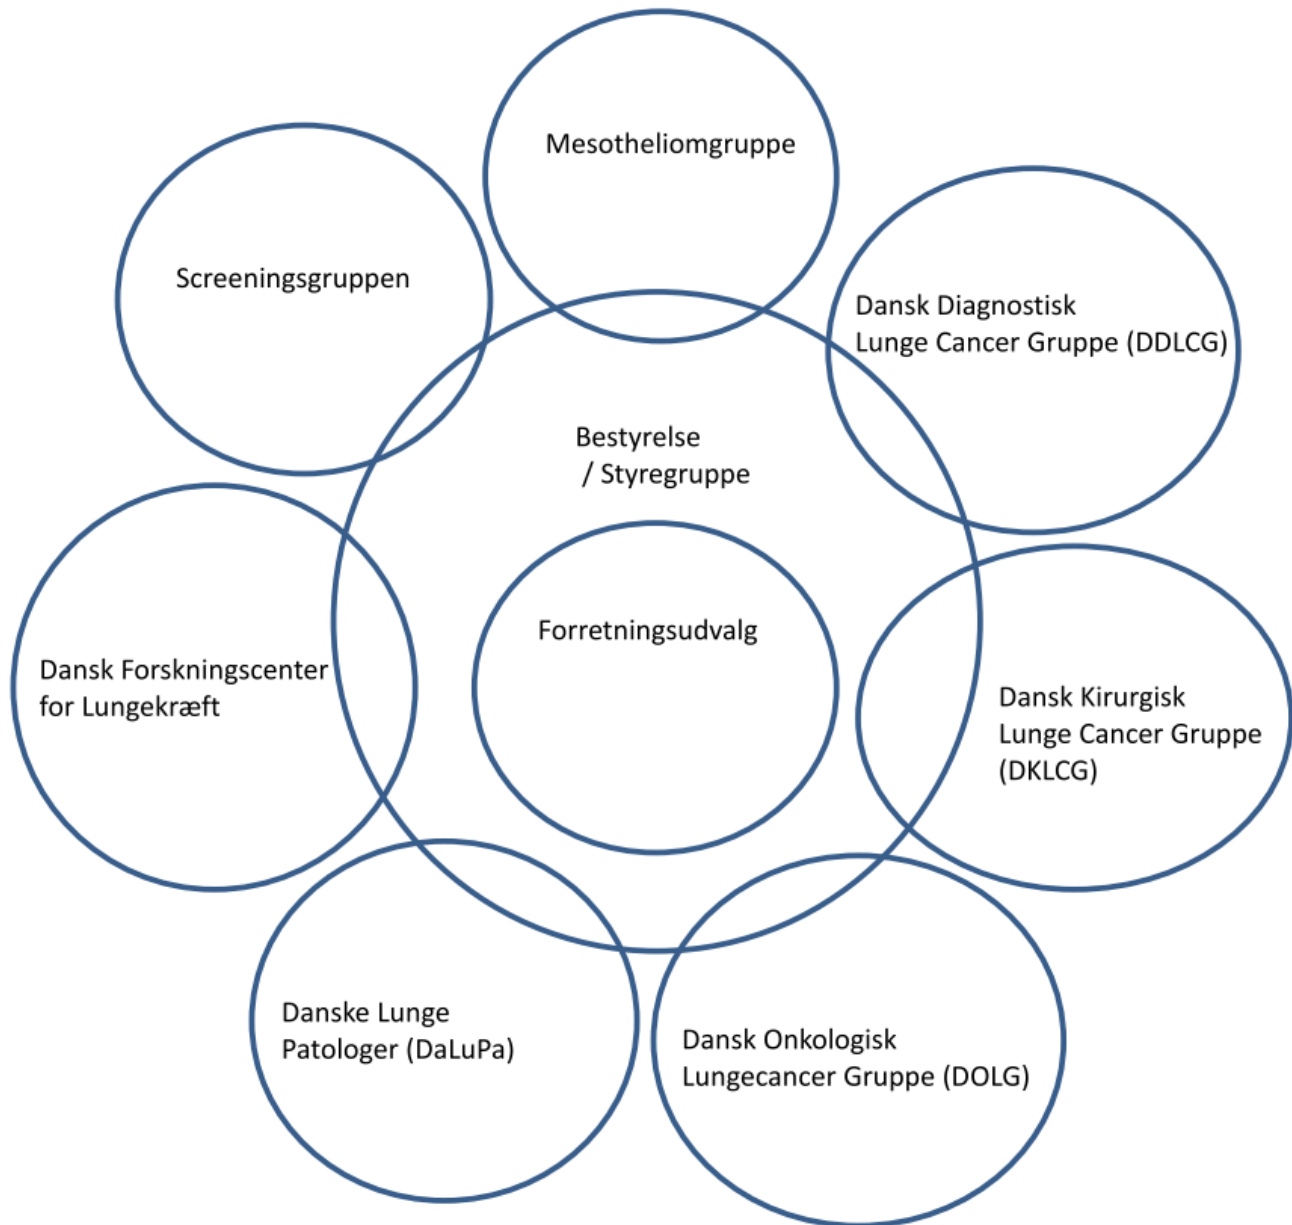 Mesotheliomgruppe
Screeningsgruppen
Dansk Diagnostisk
Lunge Cancer Gruppe (DDLCG)
Bestyrelse
/ Styregruppe
Forretningsudvalg
Dansk Forskningscenter
for Lungekræft
Dansk Kirurgisk
Lunge Cancer Gruppe
(DKLCG)
Danske Lunge
Patologer (DaLuPa)
Dansk Onkologisk
Lungecancer Gruppe (DOLG)